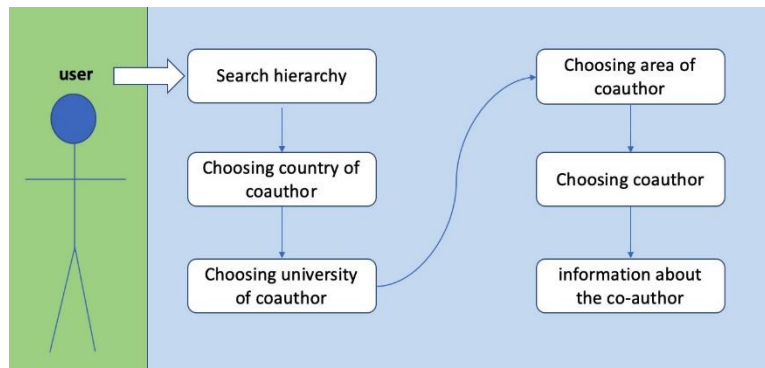 user
Search hierarchy
Choosing country of
coauthor
Choosing university
of coauthor
Choosing area of
coauthor
Choosing coauthor
information about
the co-author